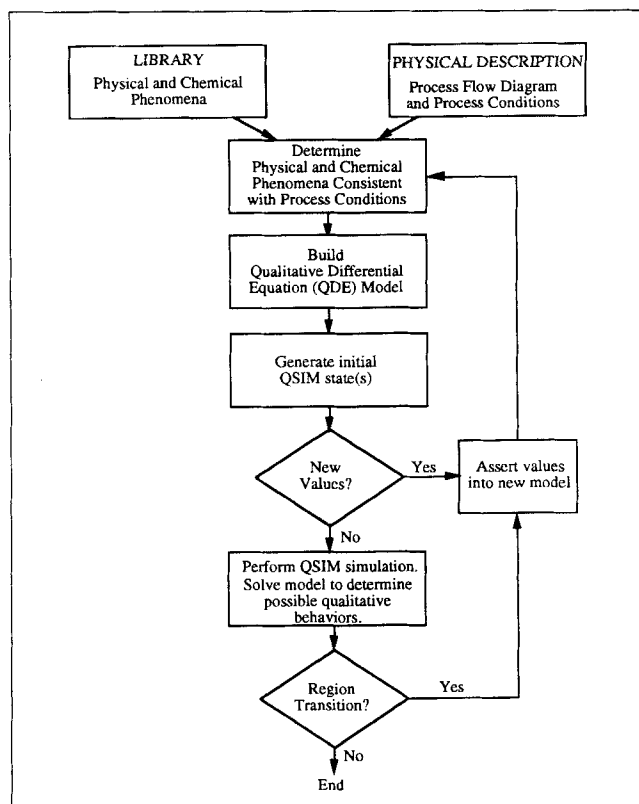 LIBRARY
Physical and Chemical
Phenomena
PHYSICAL DESCRIPTION
Process Flow Diagram
and Process Conditions
Determine
Physical and Chemical
Phenomena Consistent
with Process Conditions
Build
Qualitative Differential
Equation (QDE) Model
Generate initial
QSIM state(s)
New
Values?
Yes
Assert values
into new model
No
Perform QSIM simulation.
Solve model to determine
possible qualitative
behaviors.
Region
Transition?
Yes
No
End